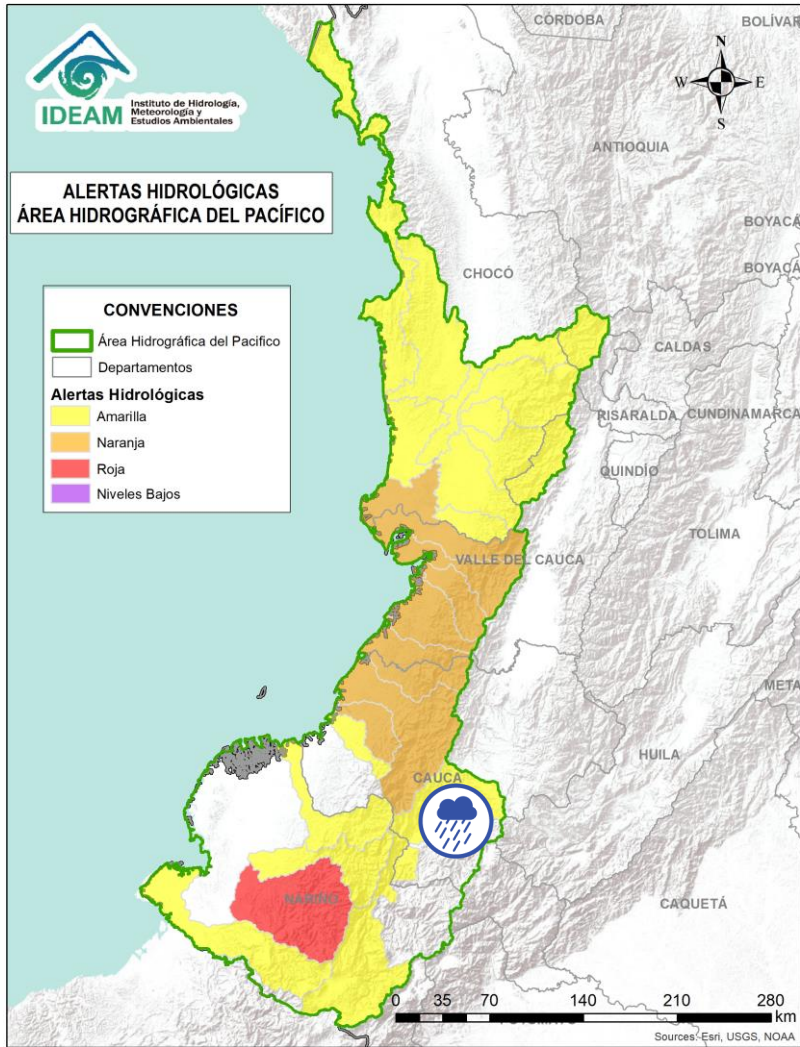 IDEAM
Instituto de Hidrología,
Meteorología y
Estudios Ambientales
ALERTAS HIDROLÓGICAS
ÁREA HIDROGRÁFICA DEL PACÍFICO
CONVENCIONES
Área Hidrográfica del Pacifico
Departamentos
Alertas Hidrológicas
Amarilla
Naranja
Roja
Niveles Bajos
CÓRDOBA
BOLÍVAR
N
W
E
S
ANTIOQUIA
BOYACÁ
CHOCÓ
BOYACÁ
CALDAS
RISARALDA
CUNDINAMARCA
QUINDÍO
TOLIMA
VALLE DEL CAUCA
META
HUILA
CAUCA
NARIÑO
CAQUETÁ
0 35 70 140 210 280
km
Sources: Esri, USGS, NOAA